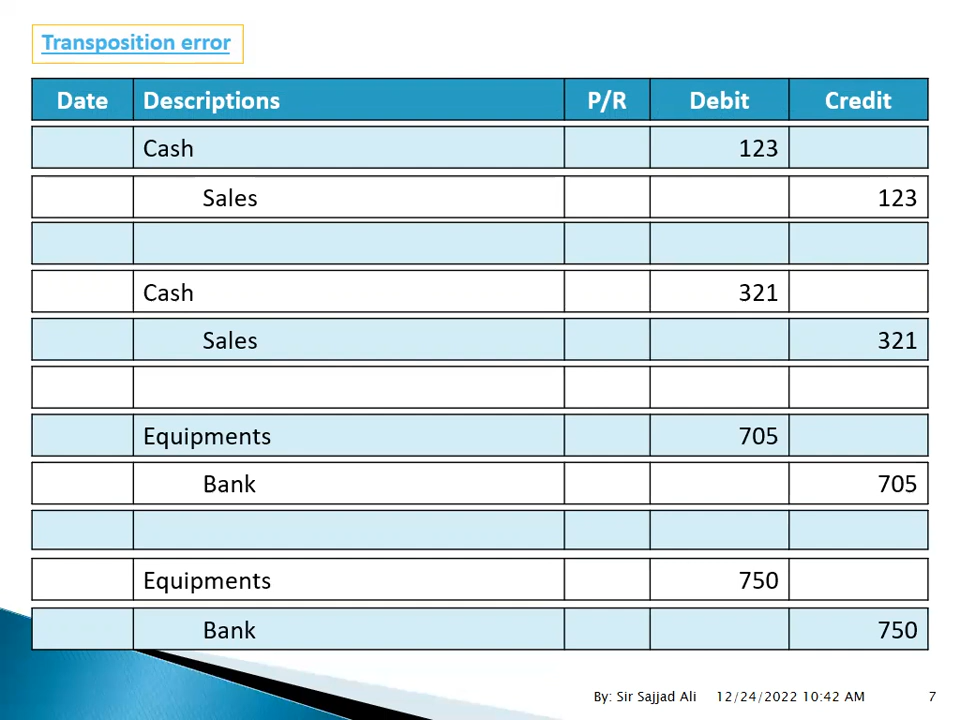 Transposition error
Date Descriptions P/R Debit Credit
Cash 123
Sales 123
Cash 321
Sales 321
Equipments 705
Bank 705
Equipments 750
Bank 750
By: Sir Sajjad Ali 12/24/2022 10:42 AM 7